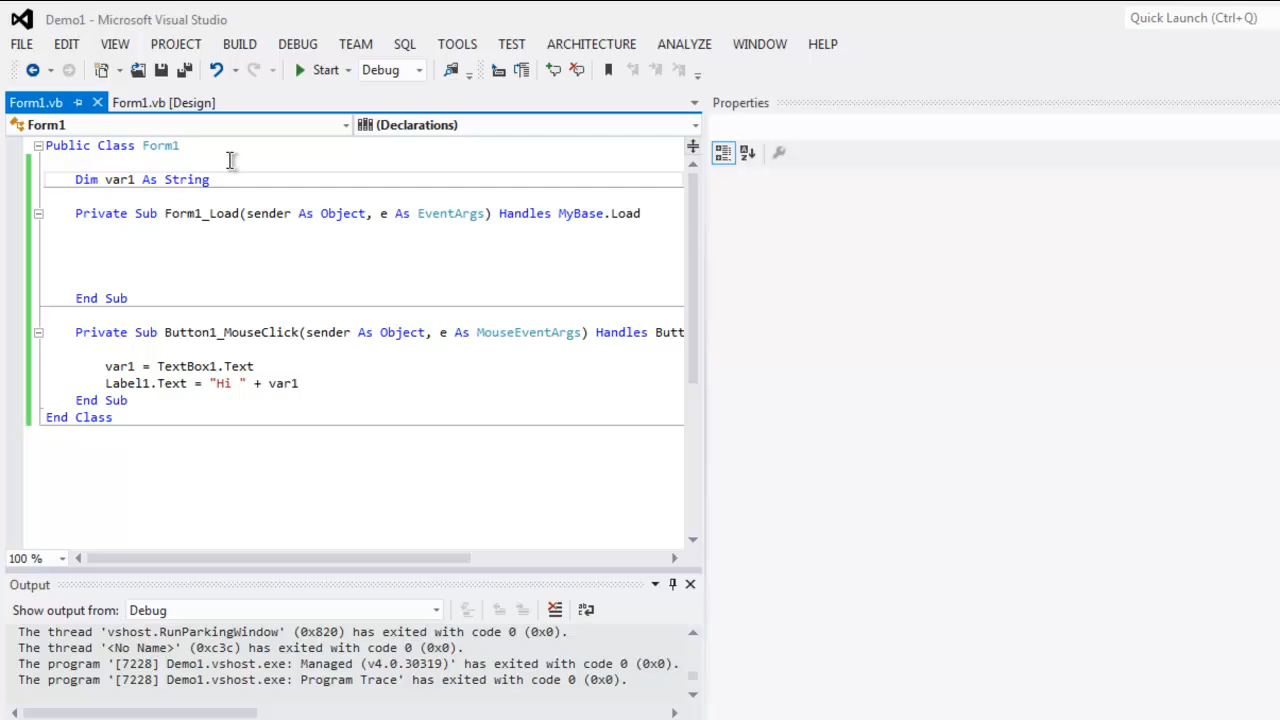 Demo1 - Microsoft Visual Studio
Quick Launch (Ctrl+Q)
FILE EDIT VIEW PROJECT BUILD DEBUG TEAM SQL TOOLS TEST ARCHITECTURE ANALYZE WINDOW HELP
Start Debug
Form1.vb Form1.vb [Design]
Properties
Form1 (Declarations)
Public Class Form1
Dim var1 As String
Private Sub Form1_Load(sender As Object, e As EventArgs) Handles MyBase.Load
End Sub
Private Sub Button1_MouseClick(sender As Object, e As MouseEventArgs) Handles Butt
var1 = TextBox1.Text
Label1.Text = "Hi " + var1
End Sub
End Class
100 %
Output
Show output from: Debug
The thread 'vshost.RunParkingWindow' (0x820) has exited with code 0 (0x0).
The thread '<No Name>' (0xc3c) has exited with code 0 (0x0).
The program '[7228] Demo1.vshost.exe: Managed (v4.0.30319)' has exited with code 0 (0x0).
The program '[7228] Demo1.vshost.exe: Program Trace' has exited with code 0 (0x0).